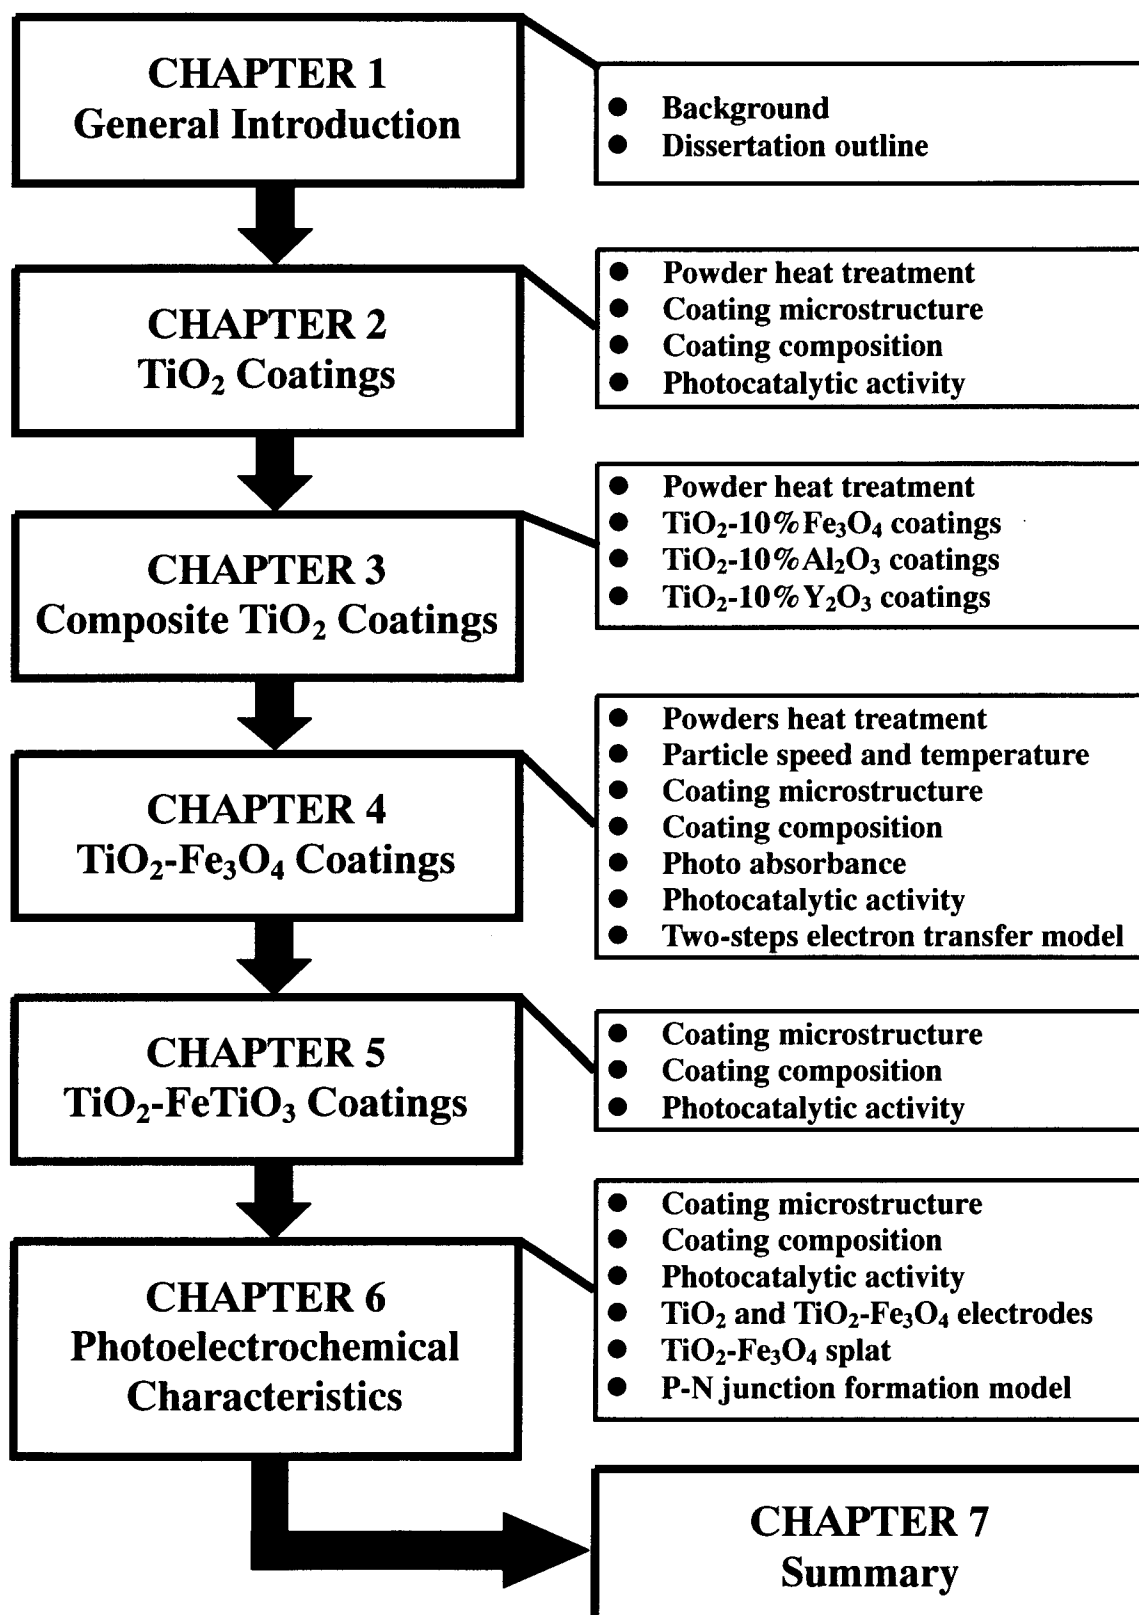 CHAPTER 1
General Introduction
● Background
● Dissertation outline
CHAPTER 2
TiO₂ Coatings
● Powder heat treatment
● Coating microstructure
● Coating composition
● Photocatalytic activity
CHAPTER 3
Composite TiO₂ Coatings
● Powder heat treatment
● TiO₂-10%Fe₃O₄ coatings
● TiO₂-10%Al₂O₃ coatings
● TiO₂-10%Y₂O₃ coatings
CHAPTER 4
TiO₂-Fe₃O₄ Coatings
● Powders heat treatment
● Particle speed and temperature
● Coating microstructure
● Coating composition
● Photo absorbance
● Photocatalytic activity
● Two-steps electron transfer model
CHAPTER 5
TiO₂-FeTiO₃ Coatings
● Coating microstructure
● Coating composition
● Photocatalytic activity
CHAPTER 6
Photoelectrochemical
Characteristics
● Coating microstructure
● Coating composition
● Photocatalytic activity
● TiO₂ and TiO₂-Fe₃O₄ electrodes
● TiO₂-Fe₃O₄ splat
● P-N junction formation model
CHAPTER 7
Summary